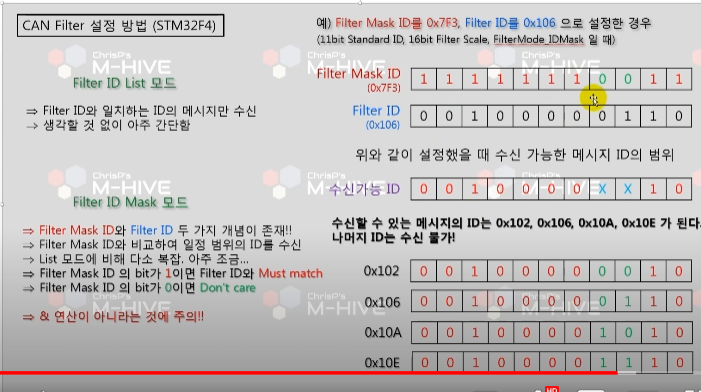 CAN Filter 설정 방법 (STM32F4)
Filter ID List 모드
⇒ Filter ID와 일치하는 ID의 메시지만 수신
→ 생각할 것 없이 아주 간단함
Filter ID Mask 모드
⇒ Filter Mask ID와 Filter ID 두 가지 개념이 존재!!
⇒ Filter Mask ID와 비교하여 일정 범위의 ID를 수신
→ List 모드에 비해 다소 복잡. 아주 조금...
⇒ Filter Mask ID 의 bit가 1이면 Filter ID와 Must match
⇒ Filter Mask ID 의 bit가 0이면 Don't care
⇒ & 연산이 아니라는 것에 주의!!
예) Filter Mask ID를 0x7F3, Filter ID를 0x106 으로 설정한 경우
(11bit Standard ID, 16bit Filter Scale, FilterMode_IDMask 일 때)
Filter Mask ID 1 1 1 1 1 1 1 0 0 1 1
(0x7F3)
Filter ID 0 0 1 0 0 0 0 0 1 1 0
(0x106)
위와 같이 설정했을 때 수신 가능한 메시지 ID의 범위
수신가능 ID 0 0 1 0 0 0 0 X X 1 0
수신할 수 있는 메시지의 ID는 0x102, 0x106, 0x10A, 0x10E 가 된다.
나머지 ID는 수신 불가!
0x102 0 0 1 0 0 0 0 0 0 1 0
0x106 0 0 1 0 0 0 0 0 1 1 0
0x10A 0 0 1 0 0 0 0 1 0 1 0
0x10E 0 0 1 0 0 0 0 1 1 1 0
ChrisP's
M-HIVE
ChrisP's
M-HIVE
ChrisP's
M-HIVE
ChrisP's
M-HIVE
ChrisP's
M-HIVE
ChrisP's
M-HIVE
HD